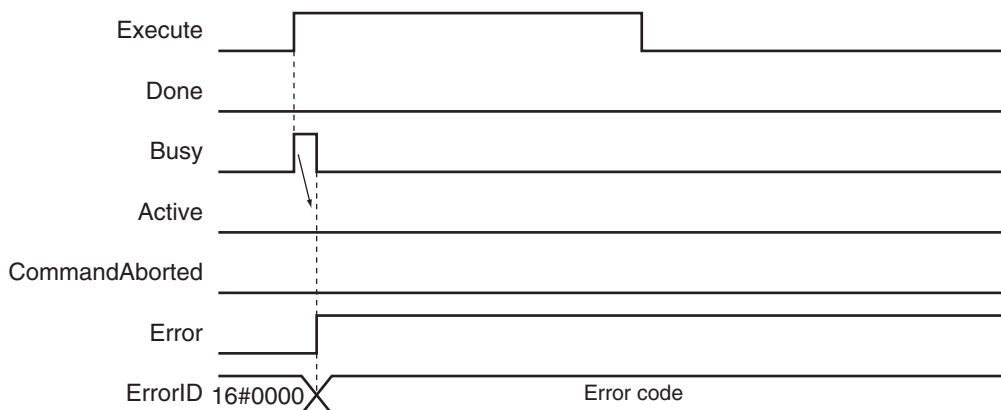 Execute
Done
Busy
Active
CommandAborted
Error
ErrorID 16#0000 Error code